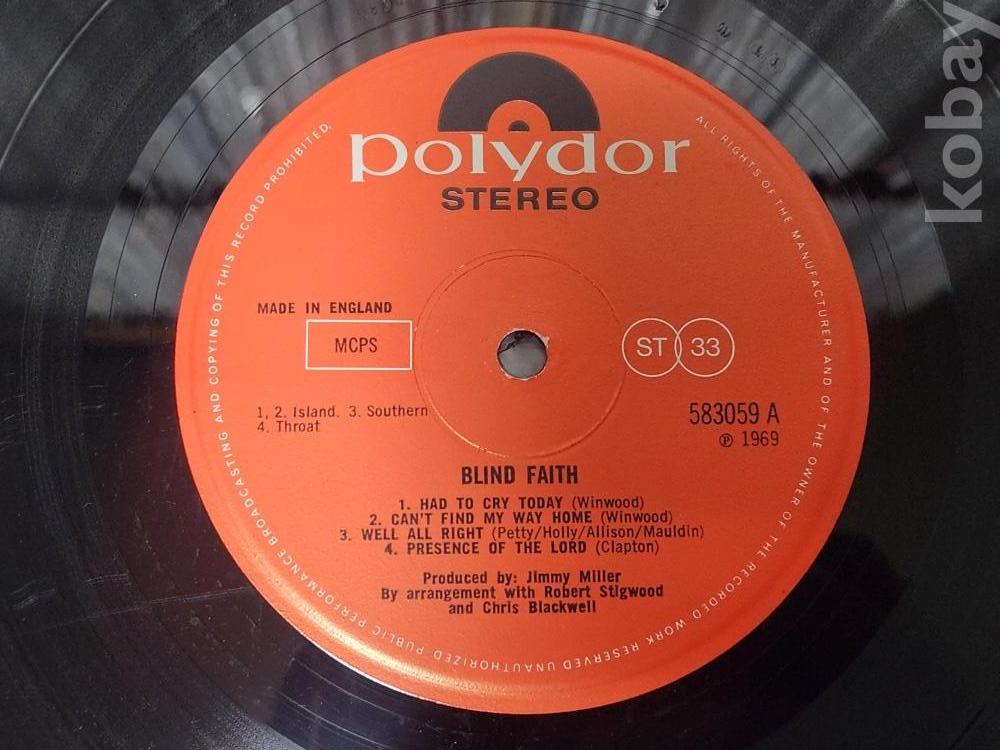 polydor
STEREO
ALL RIGHTS OF THE MANUFACTURER AND OF THE OWNER OF THE RECORDED WORK RESERVED UNAUTHORIZED PUBLIC PERFORMANCE BROADCASTING AND COPYING OF THIS RECORD PROHIBITED.
MADE IN ENGLAND
MCPS
ST 33
1, 2. Island. 3. Southern
4. Throat
583059 A
℗ 1969
BLIND FAITH
1. HAD TO CRY TODAY (Winwood)
2. CAN'T FIND MY WAY HOME (Winwood)
3. WELL ALL RIGHT (Petty/Holly/Allison/Mauldin)
4. PRESENCE OF THE LORD (Clapton)
Produced by: Jimmy Miller
By arrangement with Robert Stigwood
and Chris Blackwell
kobay